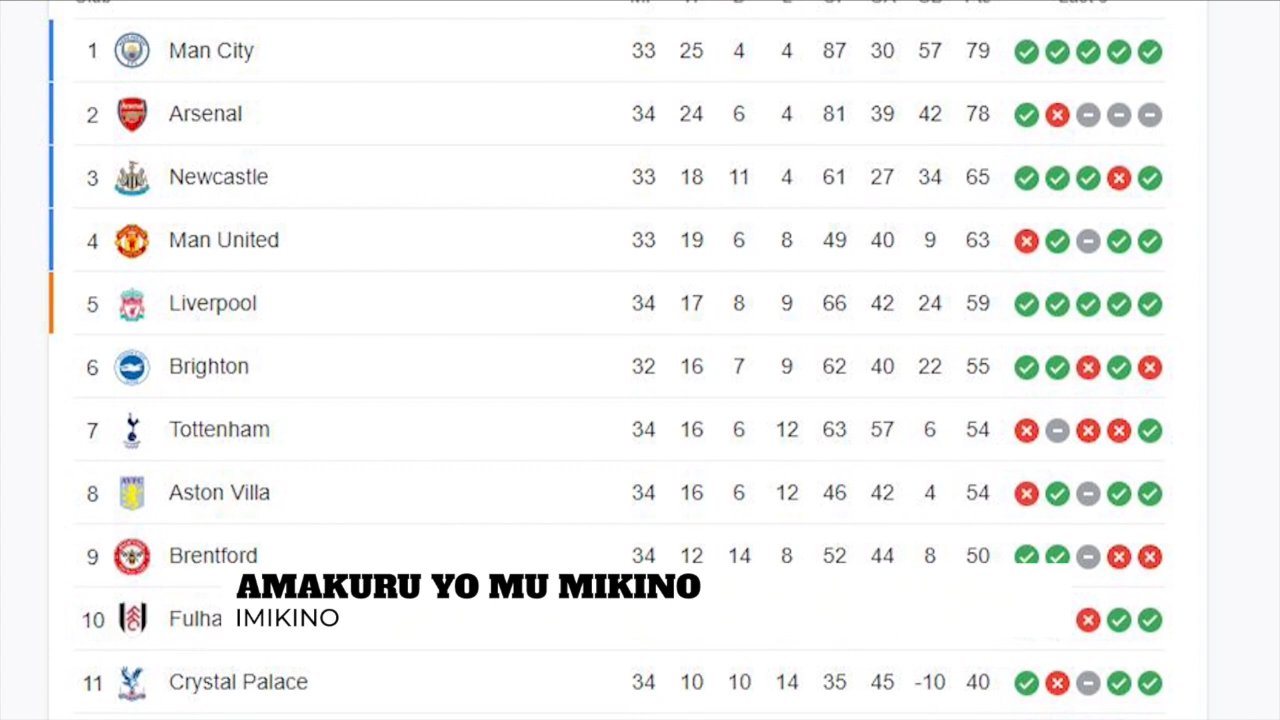 1 Man City 33 25 4 4 87 30 57 79
2 Arsenal 34 24 6 4 81 39 42 78
3 Newcastle 33 18 11 4 61 27 34 65
4 Man United 33 19 6 8 49 40 9 63
5 Liverpool 34 17 8 9 66 42 24 59
6 Brighton 32 16 7 9 62 40 22 55
7 Tottenham 34 16 6 12 63 57 6 54
8 Aston Villa 34 16 6 12 46 42 4 54
9 Brentford 34 12 14 8 52 44 8 50
AMAKURU YO MU MIKINO
10 Fulha
IMIKINO
11 Crystal Palace 34 10 10 14 35 45 -10 40